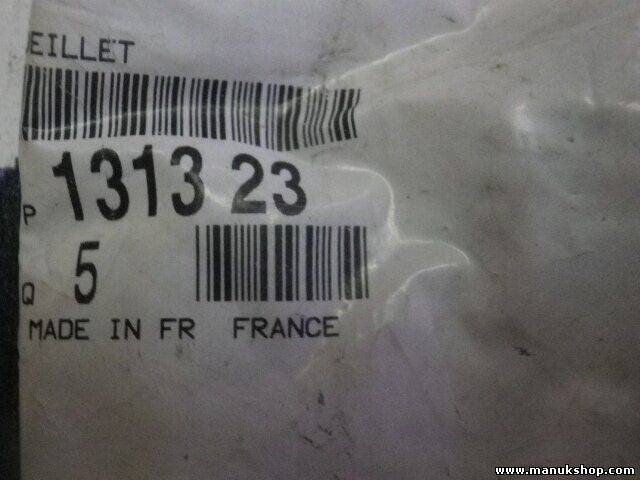 EILLET
P 1313 23
Q 5
MADE IN FR FRANCE
www.manukshop.com